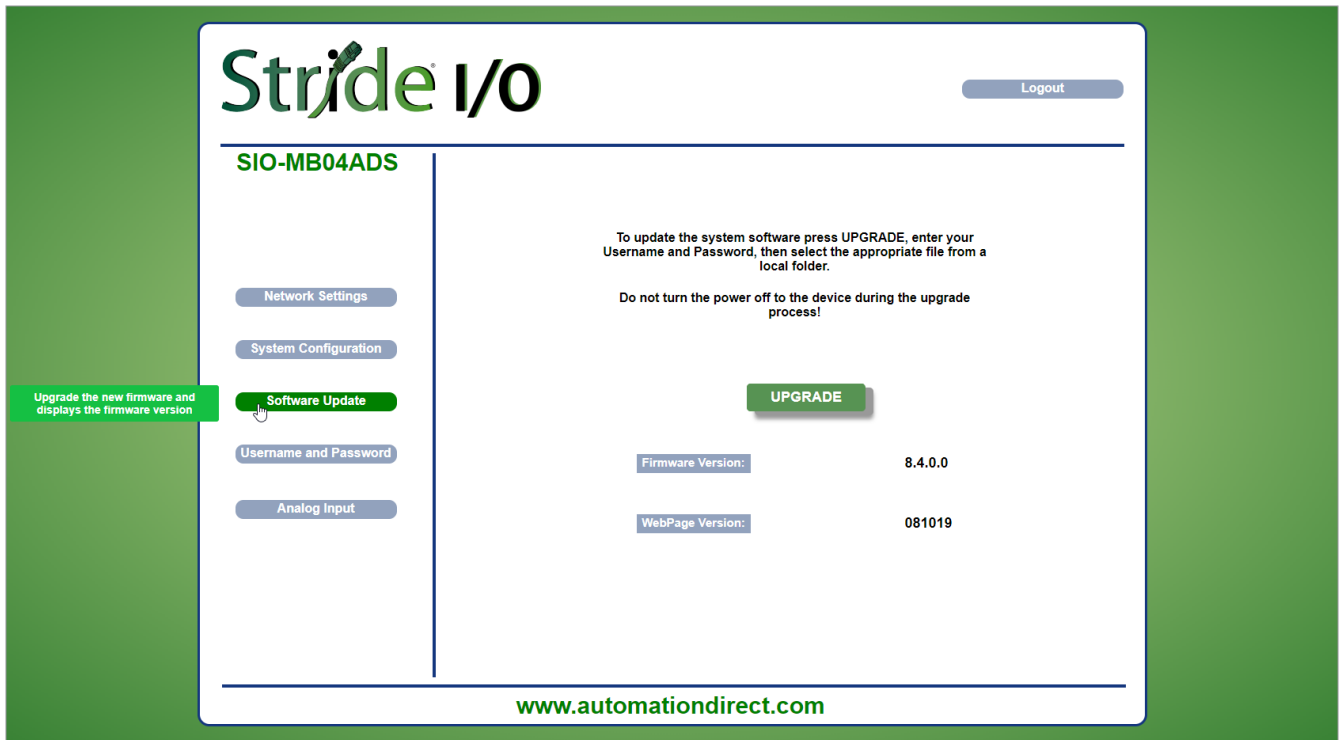 Stride I/O
Logout
SIO-MB04ADS
To update the system software press UPGRADE, enter your
Username and Password, then select the appropriate file from a
local folder.
Do not turn the power off to the device during the upgrade
process!
Network Settings
System Configuration
Upgrade the new firmware and
displays the firmware version
Software Update
UPGRADE
Username and Password
Firmware Version: 8.4.0.0
Analog Input
WebPage Version: 081019
www.automationdirect.com